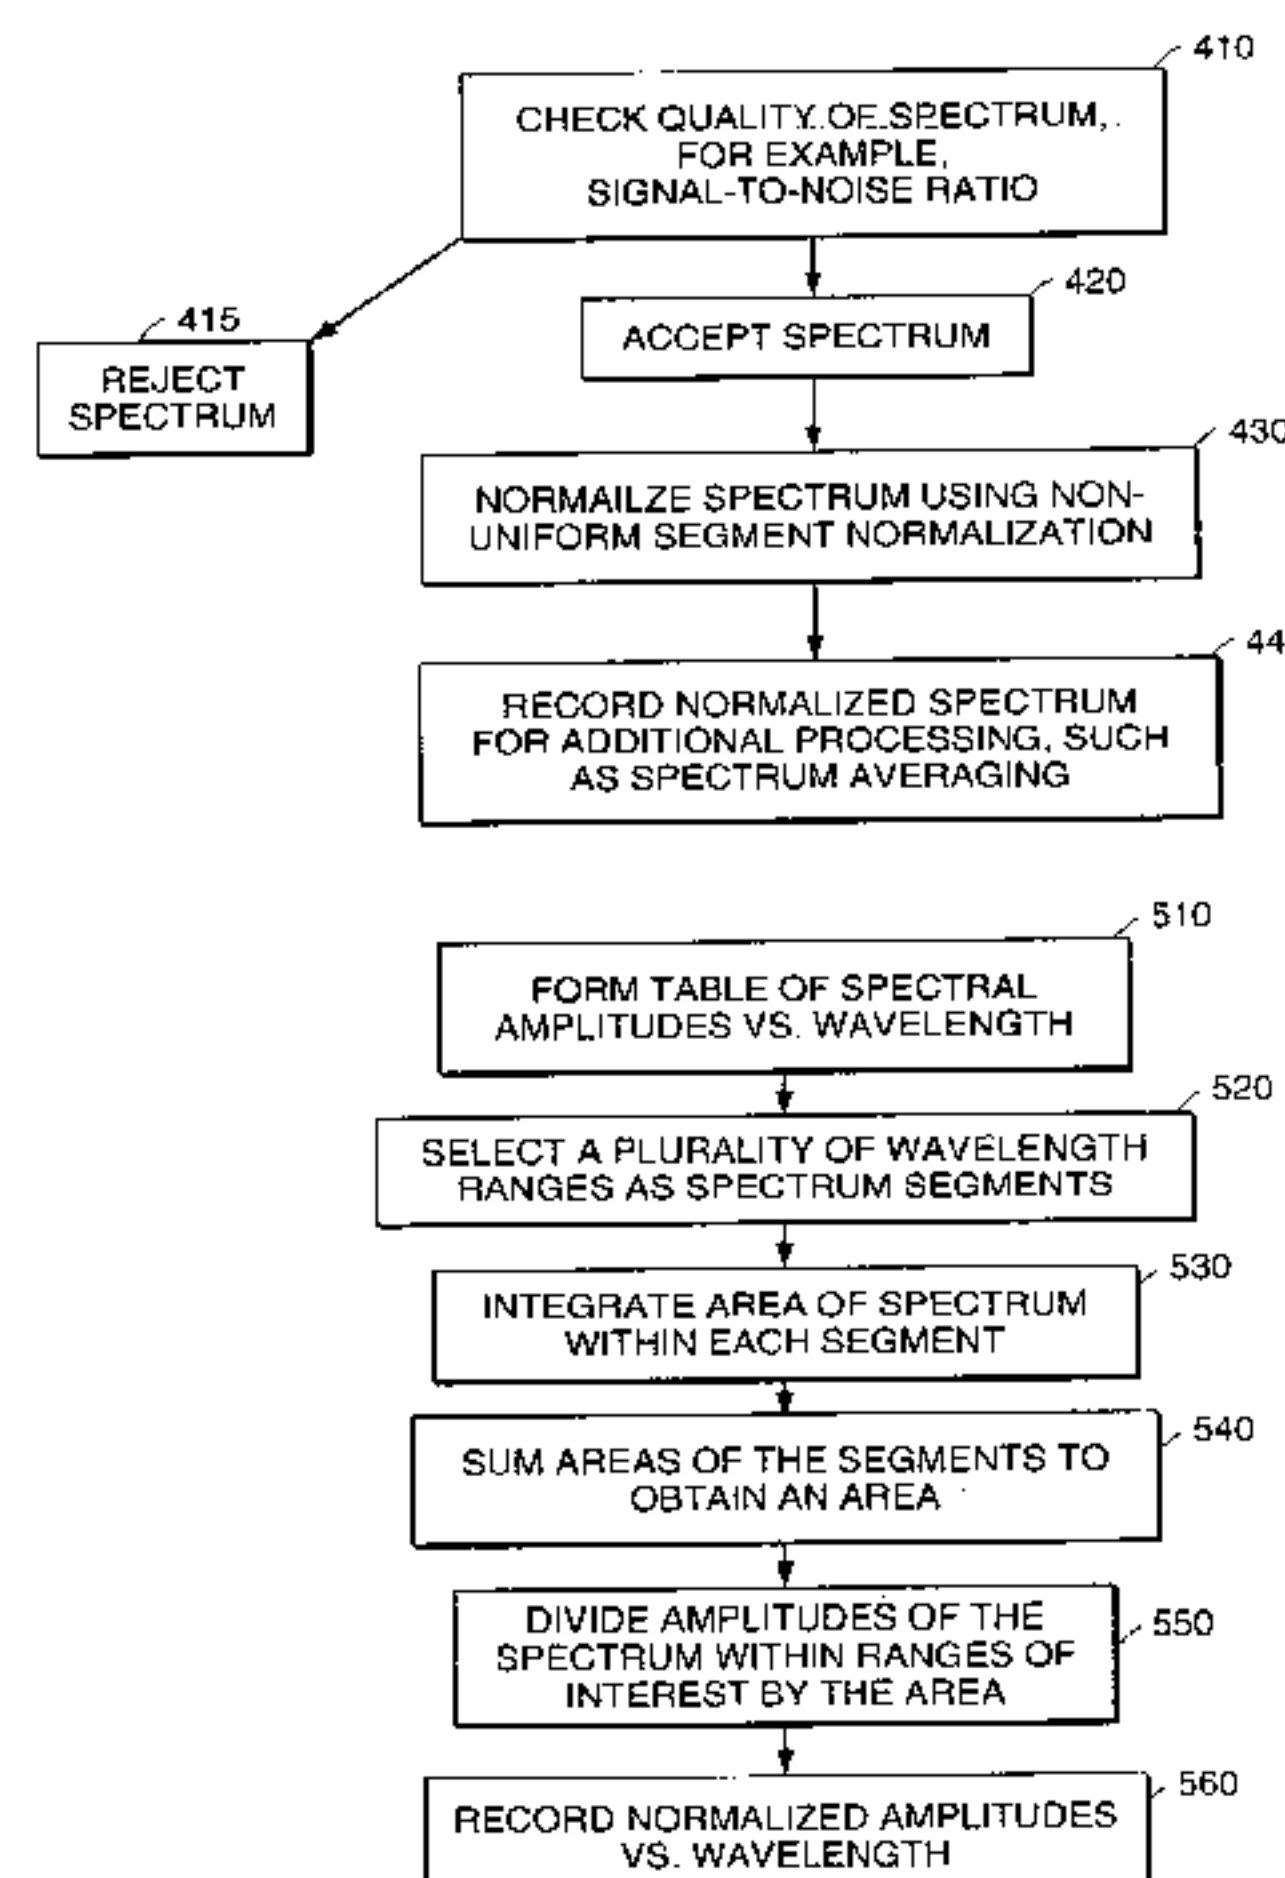 410
CHECK QUALITY OF SPECTRUM,
FOR EXAMPLE,
SIGNAL-TO-NOISE RATIO
420
ACCEPT SPECTRUM
415
REJECT
SPECTRUM
430
NORMAILZE SPECTRUM USING NON-
UNIFORM SEGMENT NORMALIZATION
44
RECORD NORMALIZED SPECTRUM
FOR ADDITIONAL PROCESSING, SUCH
AS SPECTRUM AVERAGING
510
FORM TABLE OF SPECTRAL
AMPLITUDES VS. WAVELENGTH
520
SELECT A PLURALITY OF WAVELENGTH
RANGES AS SPECTRUM SEGMENTS
530
INTEGRATE AREA OF SPECTRUM
WITHIN EACH SEGMENT
540
SUM AREAS OF THE SEGMENTS TO
OBTAIN AN AREA
550
DIVIDE AMPLITUDES OF THE
SPECTRUM WITHIN RANGES OF
INTEREST BY THE AREA
560
RECORD NORMALIZED AMPLITUDES
VS. WAVELENGTH